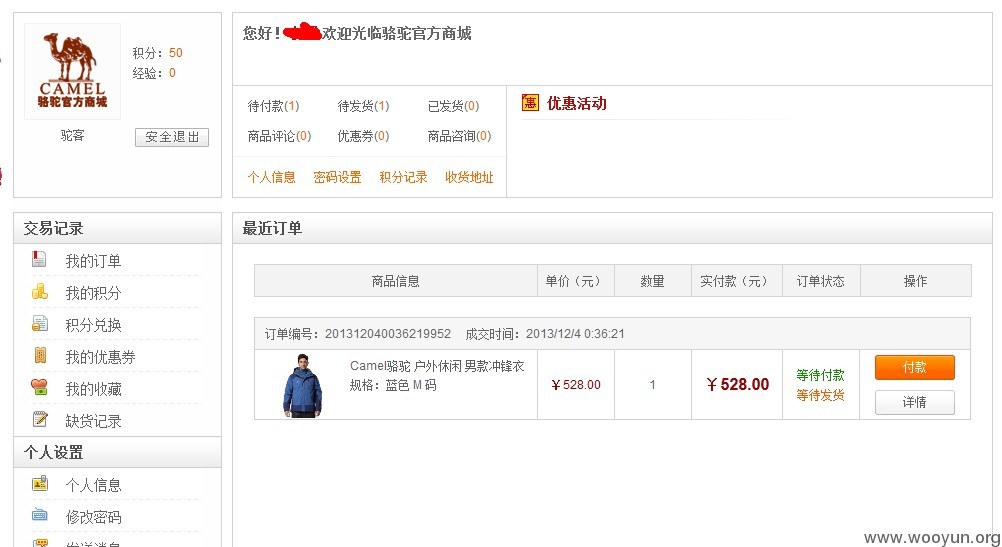 CAMEL
骆驼官方商城
积分：50
经验：0
驼客
安全退出
您好！欢迎光临骆驼官方商城
待付款(1) 待发货(1) 已发货(0)
商品评论(0) 优惠券(0) 商品咨询(0)
个人信息 密码设置 积分记录 收货地址
惠 优惠活动
交易记录
我的订单
我的积分
积分兑换
我的优惠券
我的收藏
缺货记录
个人设置
个人信息
修改密码
发送消息
最近订单
商品信息 单价（元） 数量 实付款（元） 订单状态 操作
订单编号：201312040036219952 成交时间：2013/12/4 0:36:21
Camel骆驼 户外休闲 男款冲锋衣
规格：蓝色 M 码
￥528.00 1 ￥528.00
等待付款
等待发货
付款
详情
www.wooyun.org